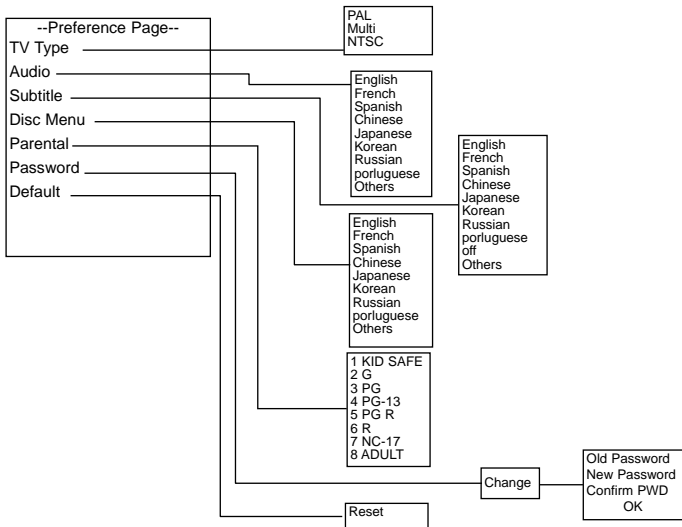 --Preference Page--
TV Type
Audio
Subtitle
Disc Menu
Parental
Password
Default
PAL
Multi
NTSC
English
French
Spanish
Chinese
Japanese
Korean
Russian
porluguese
Others
English
French
Spanish
Chinese
Japanese
Korean
Russian
porluguese
off
Others
English
French
Spanish
Chinese
Japanese
Korean
Russian
porluguese
Others
1 KID SAFE
2 G
3 PG
4 PG-13
5 PG R
6 R
7 NC-17
8 ADULT
Change
Old Password
New Password
Confirm PWD
OK
Reset